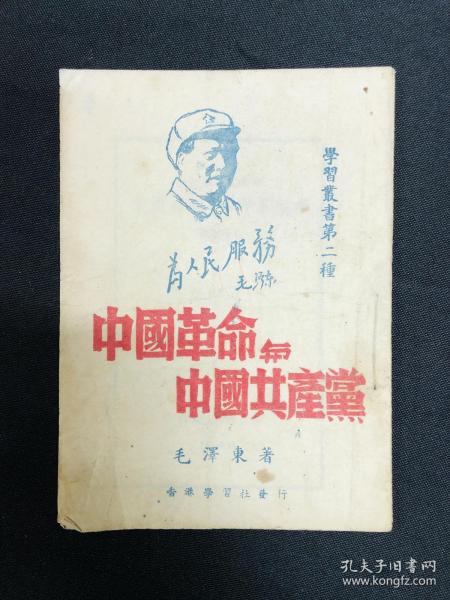 學習叢書第二種
為人民服務
毛澤東
中國革命與
中國共產黨
毛澤東著
香港學習社發行
孔夫子旧书网
www.kongfz.com